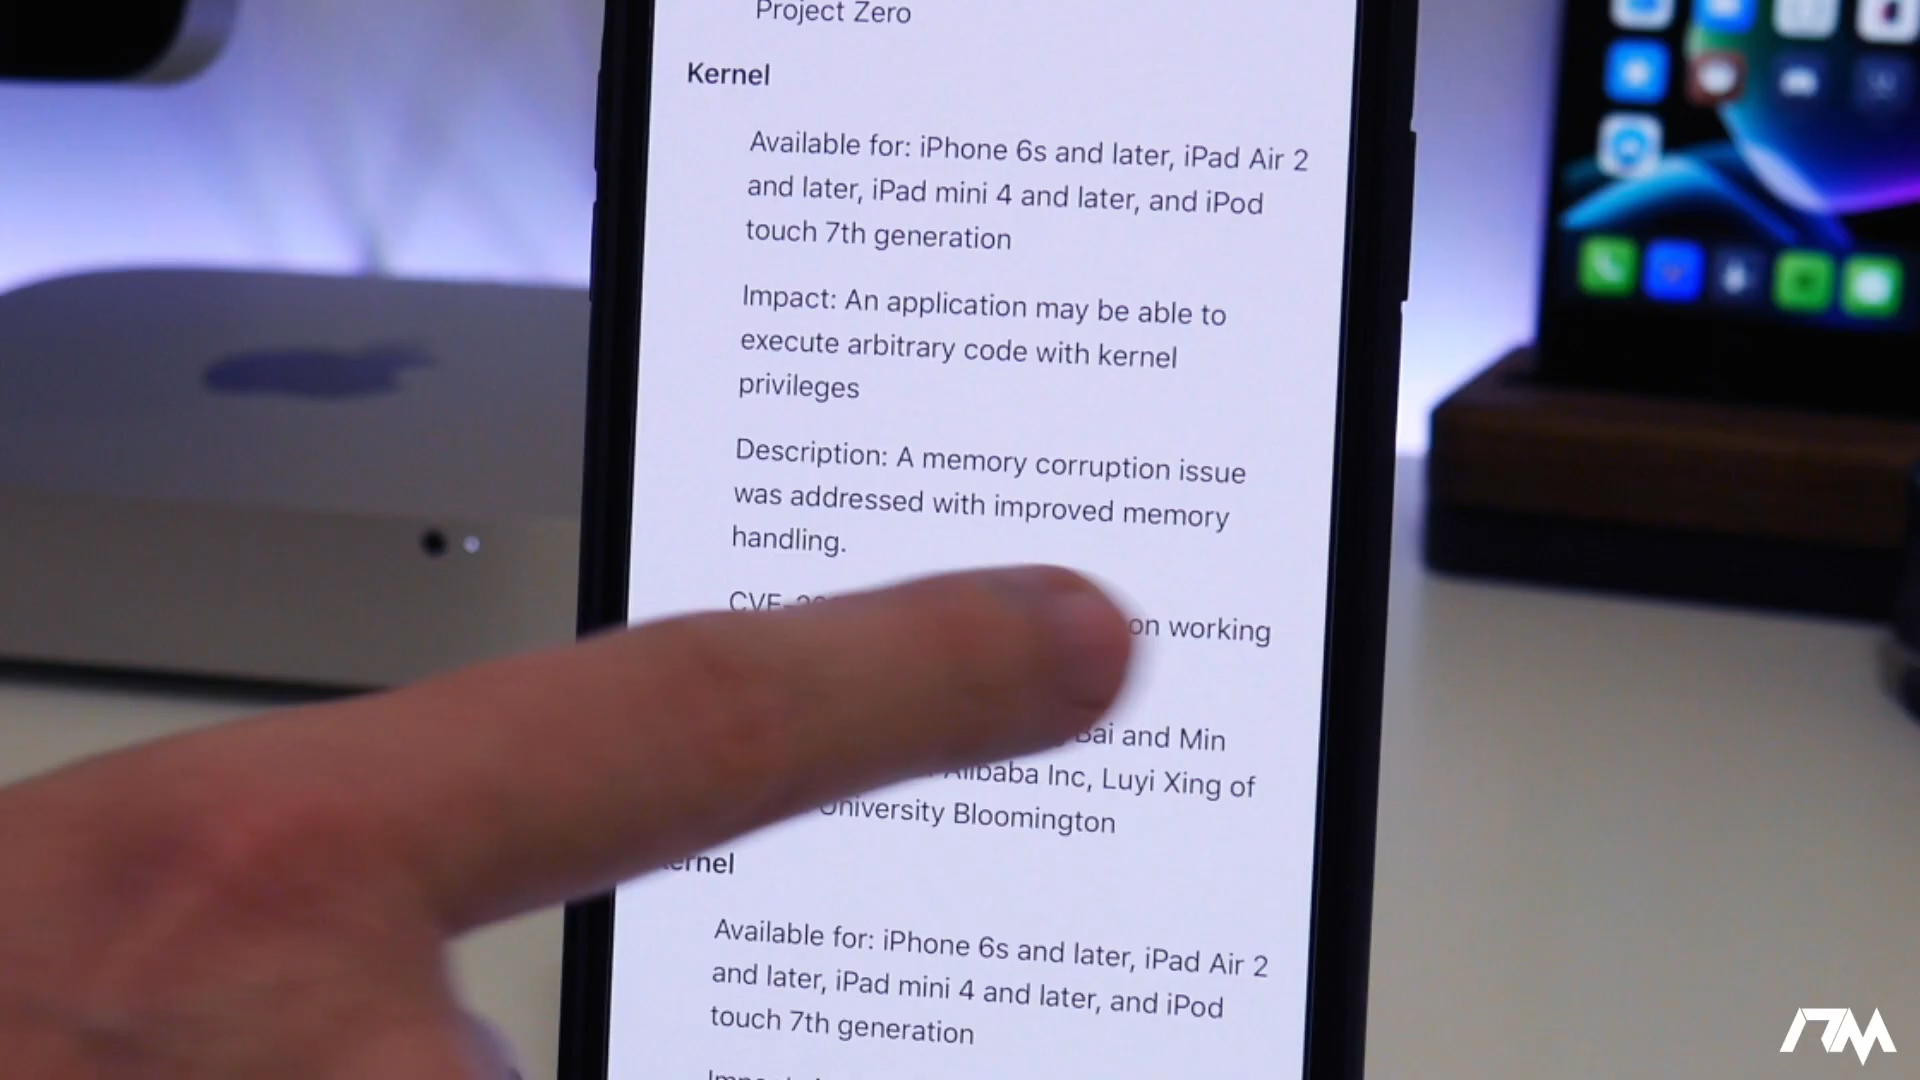 Project Zero
Kernel
Available for: iPhone 6s and later, iPad Air 2
and later, iPad mini 4 and later, and iPod
touch 7th generation
Impact: An application may be able to
execute arbitrary code with kernel
privileges
Description: A memory corruption issue
was addressed with improved memory
handling.
CVE- on working
Bai and Min
Alibaba Inc, Luyi Xing of
University Bloomington
Kernel
Available for: iPhone 6s and later, iPad Air 2
and later, iPad mini 4 and later, and iPod
touch 7th generation